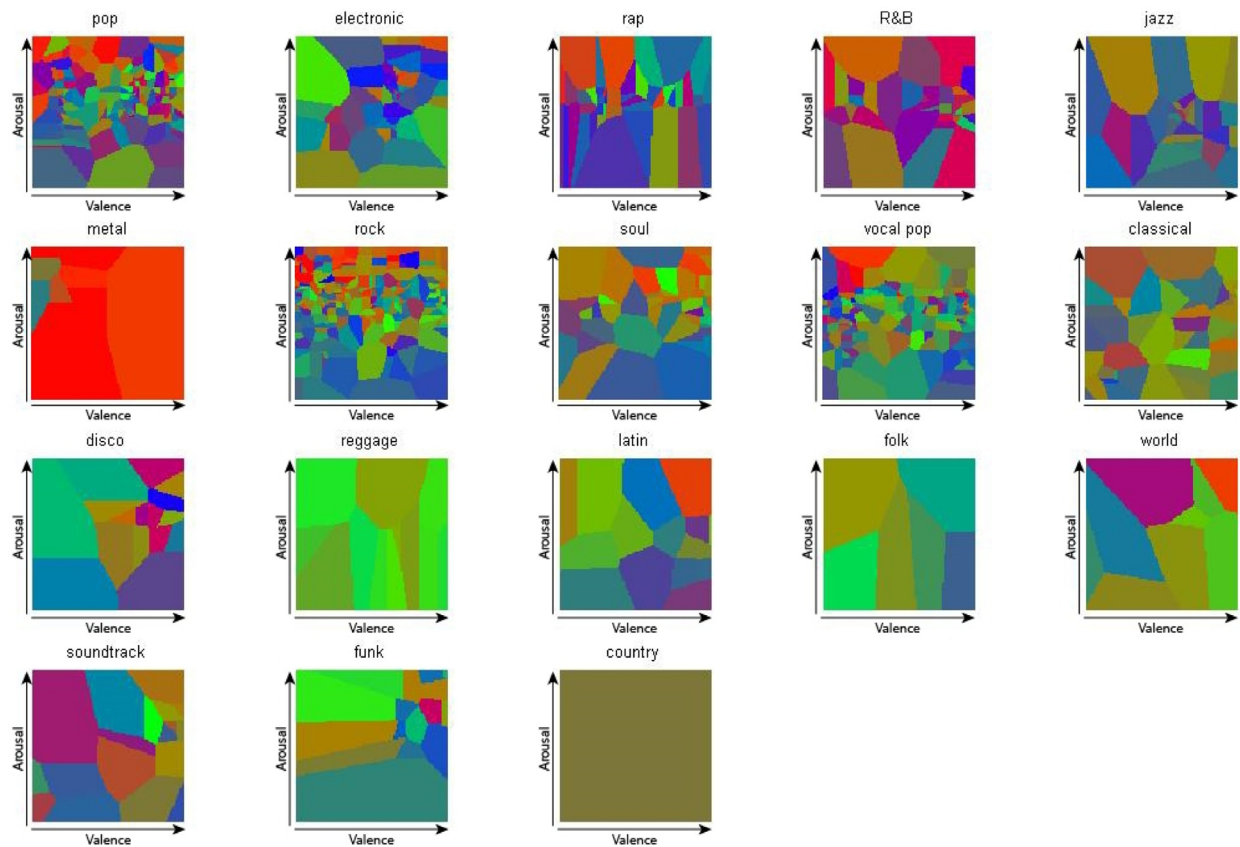 pop electronic rap R&B jazz
Arousal Arousal Arousal Arousal Arousal
Valence Valence Valence Valence Valence
metal rock soul vocal pop classical
Arousal Arousal Arousal Arousal Arousal
Valence Valence Valence Valence Valence
disco reggage latin folk world
Arousal Arousal Arousal Arousal Arousal
Valence Valence Valence Valence Valence
soundtrack funk country
Arousal Arousal Arousal
Valence Valence Valence